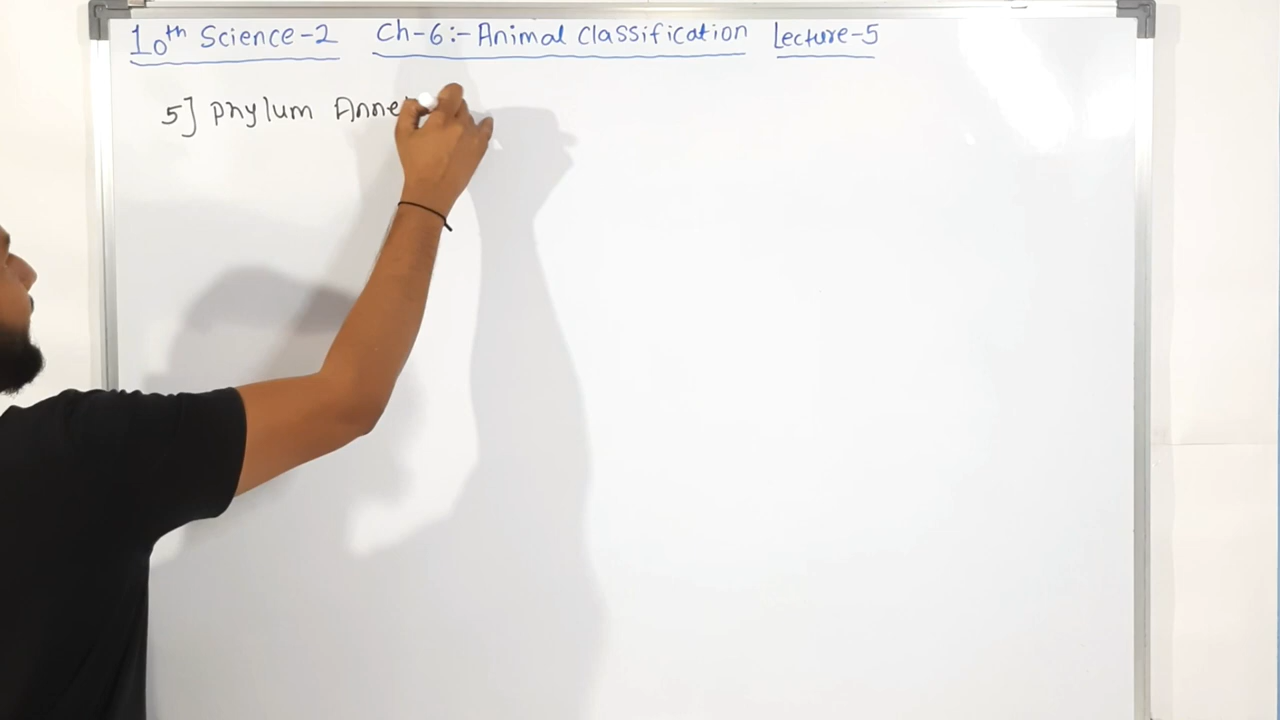 10th Science-2 Ch-6:- Animal Classification Lecture-5
5] Phylum Anne